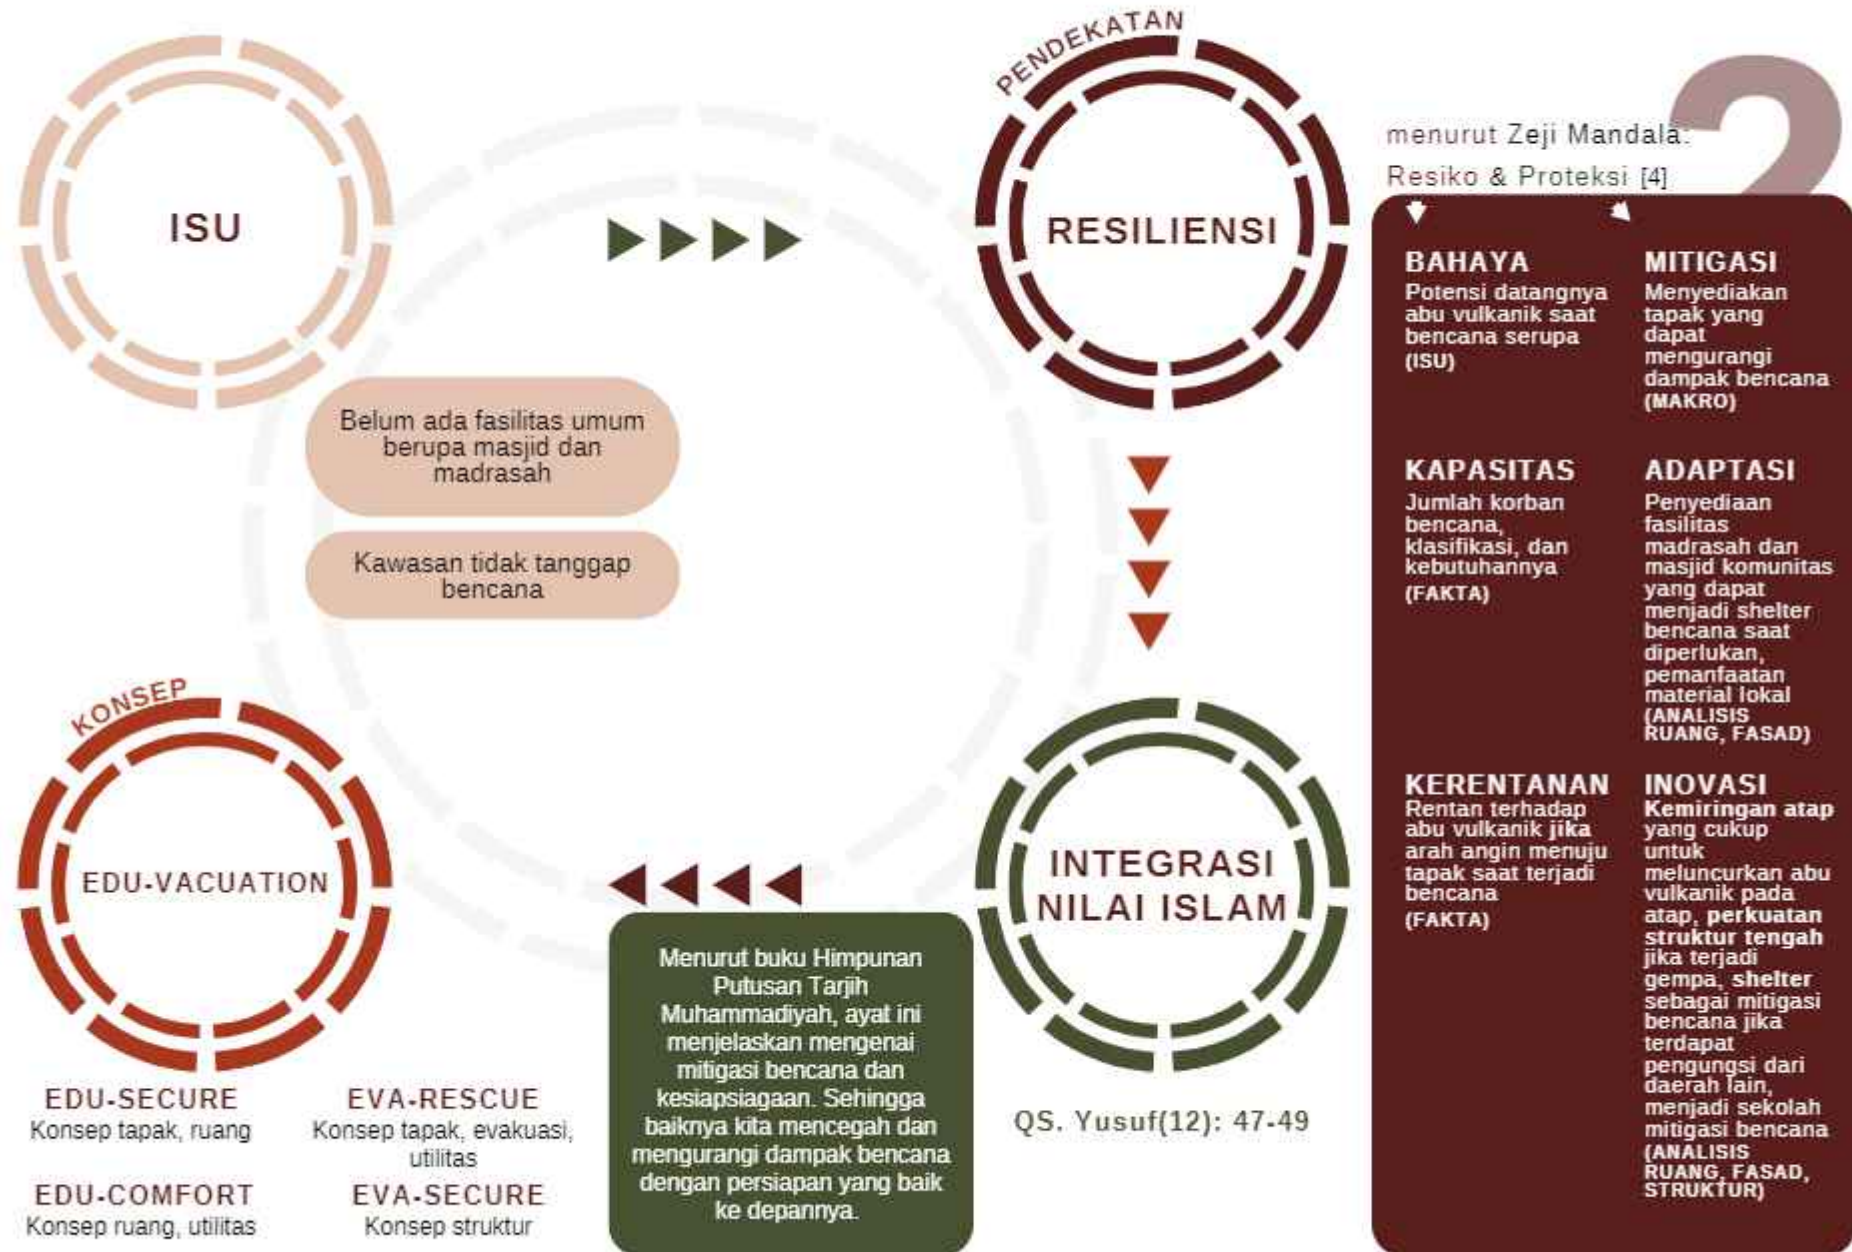 ISU
Belum ada fasilitas umum
berupa masjid dan
madrasah
Kawasan tidak tanggap
bencana
PENDEKATAN
RESILIENSI
2
menurut Zeji Mandala:
Resiko & Proteksi [4]
BAHAYA
Potensi datangnya
abu vulkanik saat
bencana serupa
(ISU)
MITIGASI
Menyediakan
tapak yang
dapat
mengurangi
dampak bencana
(MAKRO)
KAPASITAS
Jumlah korban
bencana,
klasifikasi, dan
kebutuhannya
(FAKTA)
ADAPTASI
Penyediaan
fasilitas
madrasah dan
masjid komunitas
yang dapat
menjadi shelter
bencana saat
diperlukan,
pemanfaatan
material lokal
(ANALISIS
RUANG, FASAD)
KERENTANAN
Rentan terhadap
abu vulkanik jika
arah angin menuju
tapak saat terjadi
bencana
(FAKTA)
INOVASI
Kemiringan atap
yang cukup
untuk
meluncurkan abu
vulkanik pada
atap, perkuatan
struktur tengah
jika terjadi
gempa, shelter
sebagai mitigasi
bencana jika
terdapat
pengungsi dari
daerah lain,
menjadi sekolah
mitigasi bencana
(ANALISIS
RUANG, FASAD,
STRUKTUR)
INTEGRASI
NILAI ISLAM
QS. Yusuf(12): 47-49
Menurut buku Himpunan
Putusan Tarjih
Muhammadiyah, ayat ini
menjelaskan mengenai
mitigasi bencana dan
kesiapsiagaan. Sehingga
baiknya kita mencegah dan
mengurangi dampak bencana
dengan persiapan yang baik
ke depannya.
KONSEP
EDU-VACUATION
EDU-SECURE
Konsep tapak, ruang
EVA-RESCUE
Konsep tapak, evakuasi,
utilitas
EDU-COMFORT
Konsep ruang, utilitas
EVA-SECURE
Konsep struktur